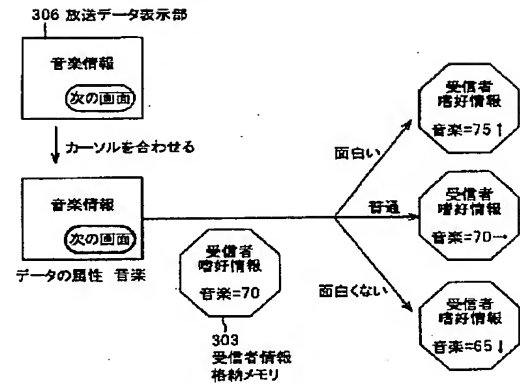 306 放送データ表示部
音楽情報
次の画面
カーソルを合わせる
音楽情報
次の画面
データの属性 音楽
受信者
嗜好情報
音楽=70
303
受信者情報
格納メモリ
面白い
普通
面白くない
受信者
嗜好情報
音楽=75↑
受信者
嗜好情報
音楽=70→
受信者
嗜好情報
音楽=65↓